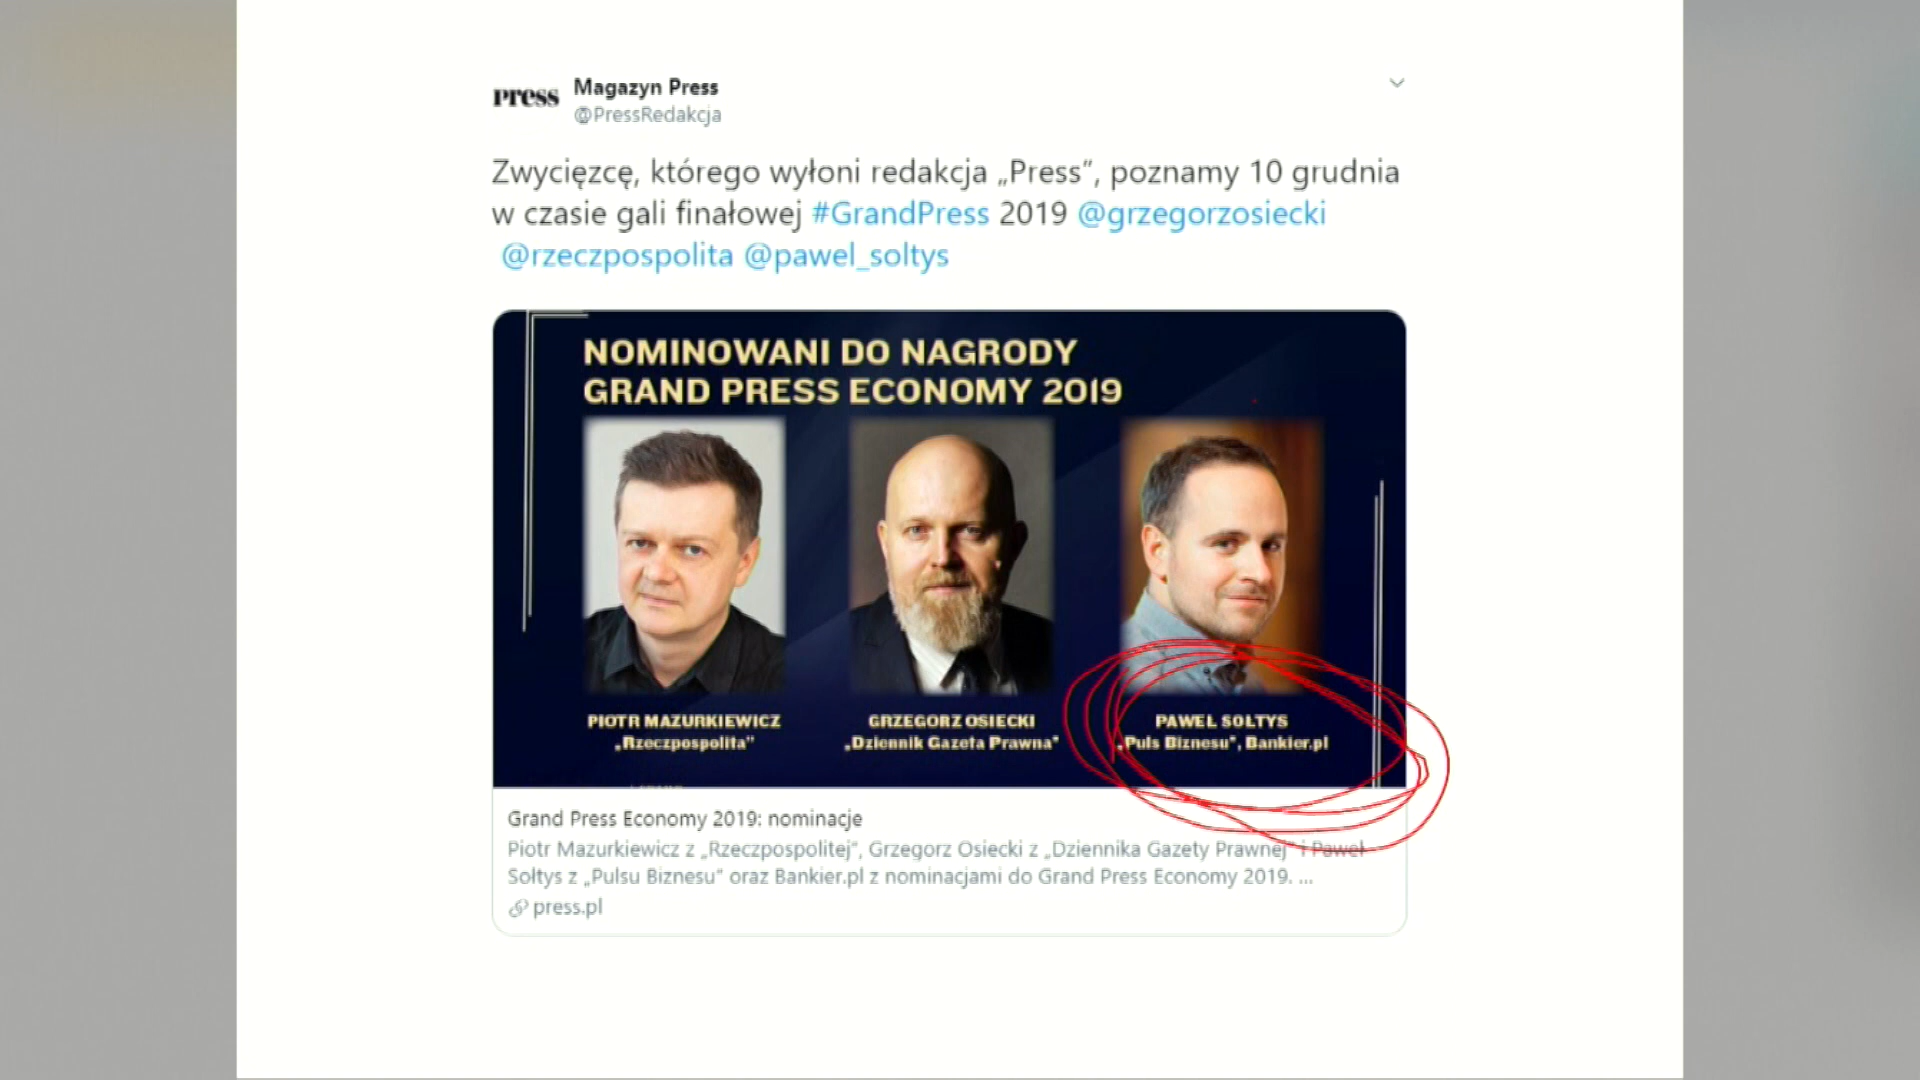 press
Magazyn Press
@PressRedakcja
Zwycięzcę, którego wyłoni redakcja „Press”, poznamy 10 grudnia
w czasie gali finałowej #GrandPress 2019 @grzegorzosiecki
@rzeczpospolita @pawel_soltys
NOMINOWANI DO NAGRODY
GRAND PRESS ECONOMY 2019
PIOTR MAZURKIEWICZ
„Rzeczpospolita”
GRZEGORZ OSIECKI
„Dziennik Gazeta Prawna”
PAWEŁ SOŁTYS
„Puls Biznesu”, Bankier.pl
Grand Press Economy 2019: nominacje
Piotr Mazurkiewicz z „Rzeczpospolitej”, Grzegorz Osiecki z „Dziennika Gazety Prawnej” i Paweł
Sołtys z „Pulsu Biznesu” oraz Bankier.pl z nominacjami do Grand Press Economy 2019. ...
press.pl